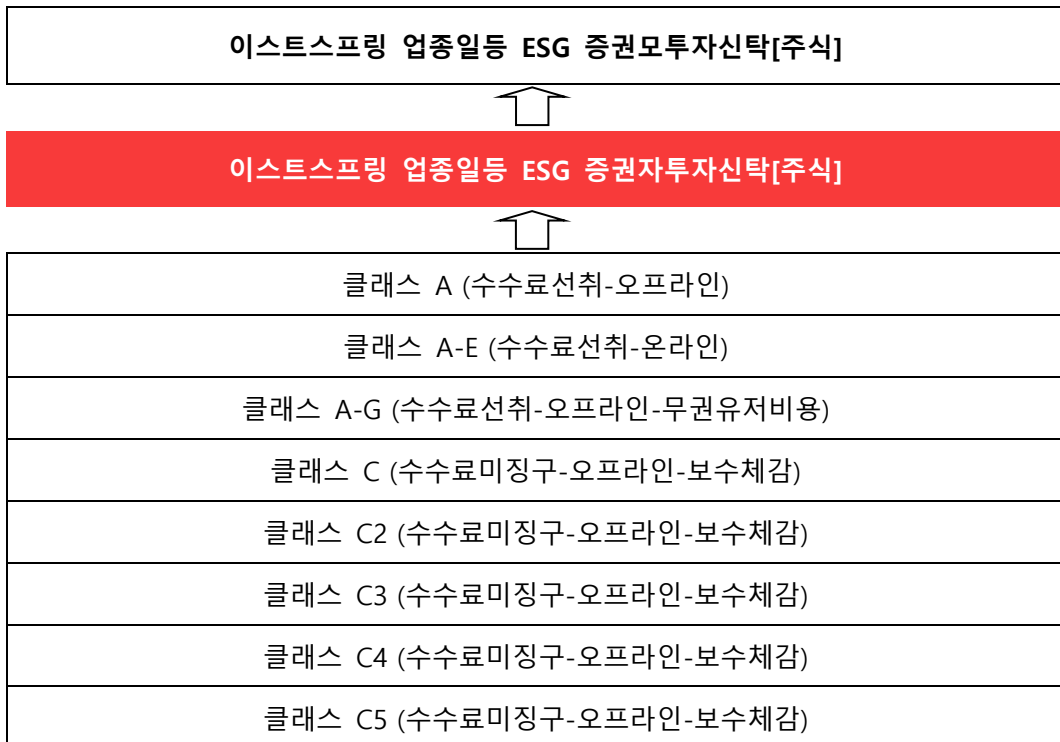 이스트스프링 업종일등 ESG 증권모투자신탁[주식]
이스트스프링 업종일등 ESG 증권자투자신탁[주식]
클래스 A (수수료선취-오프라인)
클래스 A-E (수수료선취-온라인)
클래스 A-G (수수료선취-오프라인-무권유저비용)
클래스 C (수수료미징구-오프라인-보수체감)
클래스 C2 (수수료미징구-오프라인-보수체감)
클래스 C3 (수수료미징구-오프라인-보수체감)
클래스 C4 (수수료미징구-오프라인-보수체감)
클래스 C5 (수수료미징구-오프라인-보수체감)